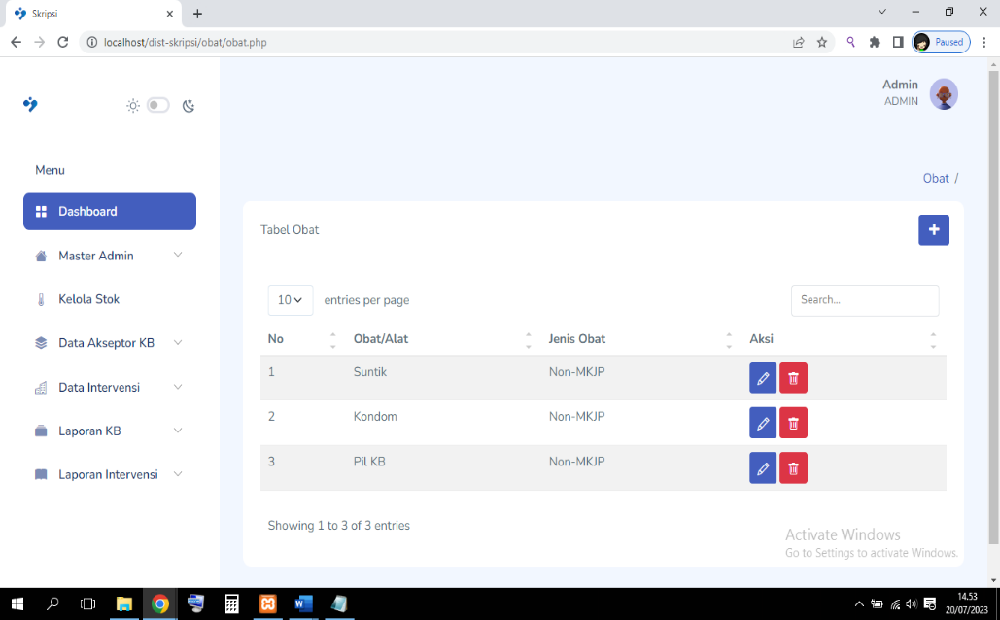 Skripsi
localhost/dist-skripsi/obat/obat.php
Paused
Admin
ADMIN
Menu
Obat /
Dashboard
Tabel Obat
Master Admin
Kelola Stok
10 entries per page
Search...
No Obat/Alat Jenis Obat Aksi
Data Akseptor KB
1 Suntik Non-MKJP
Data Intervensi
2 Kondom Non-MKJP
Laporan KB
3 Pil KB Non-MKJP
Laporan Intervensi
Showing 1 to 3 of 3 entries
Activate Windows
Go to Settings to activate Windows.
14.53
20/07/2023